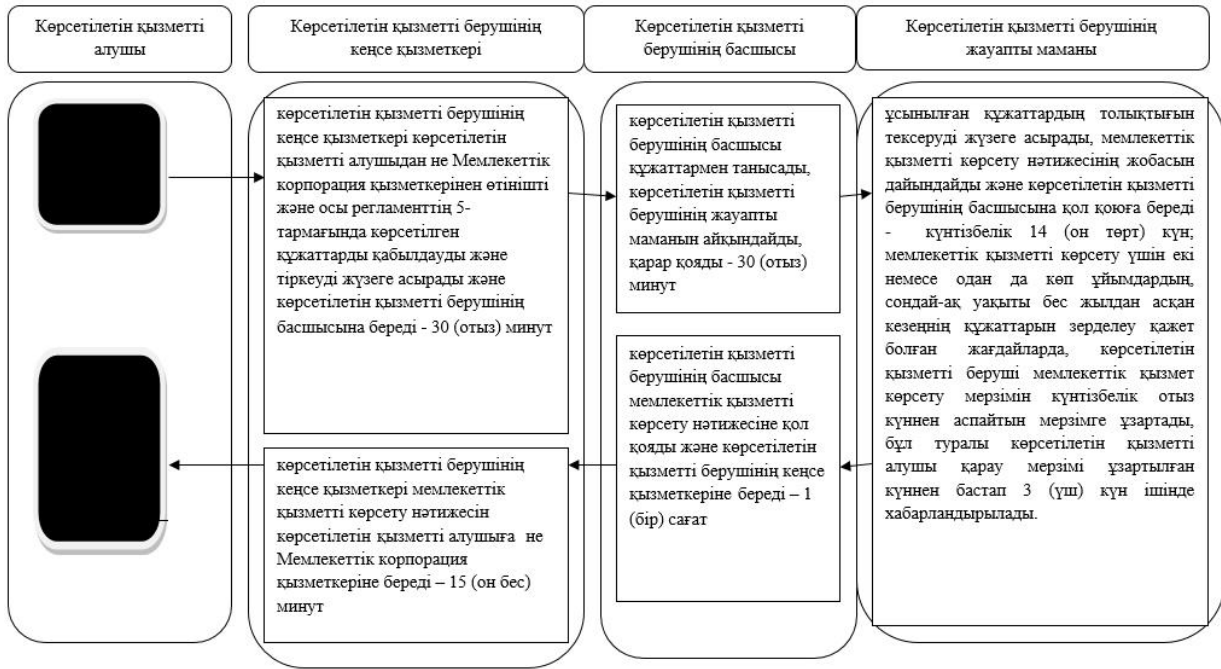 Көрсетілетін қызметті
алушы
Көрсетілетін қызметті берушінің
кеңсе қызметкері
Көрсетілетін қызметті
берушінің басшысы
Көрсетілетін қызметті берушінің
жауапты маманы
көрсетілетін қызметті берушінің
кеңсе қызметкері көрсетілетін
қызметті алушыдан не Мемлекеттік
корпорация қызметкерінен өтінішті
және осы регламенттің 5-
тармағында көрсетілген
құжаттарды қабылдауды және
тіркеуді жүзеге асырады және
көрсетілетін қызметті берушінің
басшысына береді - 30 (отыз) минут
көрсетілетін қызметті
берушінің басшысы
құжаттармен танысады,
көрсетілетін қызметті
берушінің жауапты
маманын айқындайды,
қарар қояды - 30 (отыз)
минут
ұсынылған құжаттардың толықтығын
тексеруді жүзеге асырады, мемлекеттік
қызметті көрсету нәтижесінің жобасын
дайындайды және көрсетілетін қызметті
берушінің басшысына қол қоюға береді
- күнтізбелік 14 (он төрт) күн;
мемлекеттік қызметті көрсету үшін екі
немесе одан да көп ұйымдардың,
сондай-ақ уақыты бес жылдан асқан
кезеңнің құжаттарын зерделеу қажет
болған жағдайларда, көрсетілетін
қызметті беруші мемлекеттік қызмет
көрсету мерзімін күнтізбелік отыз
күннен аспайтын мерзімге ұзартады,
бұл туралы көрсетілетін қызметті
алушы қарау мерзімі ұзартылған
күннен бастап 3 (үш) күн ішінде
хабарландырылады.
көрсетілетін қызметті
берушінің басшысы
мемлекеттік қызметті
көрсету нәтижесіне қол
қояды және көрсетілетін
қызметті берушінің кеңсе
қызметкеріне береді – 1
(бір) сағат
көрсетілетін қызметті берушінің
кеңсе қызметкері мемлекеттік
қызметті көрсету нәтижесін
көрсетілетін қызметті алушыға не
Мемлекеттік корпорация
қызметкеріне береді – 15 (он бес)
минут